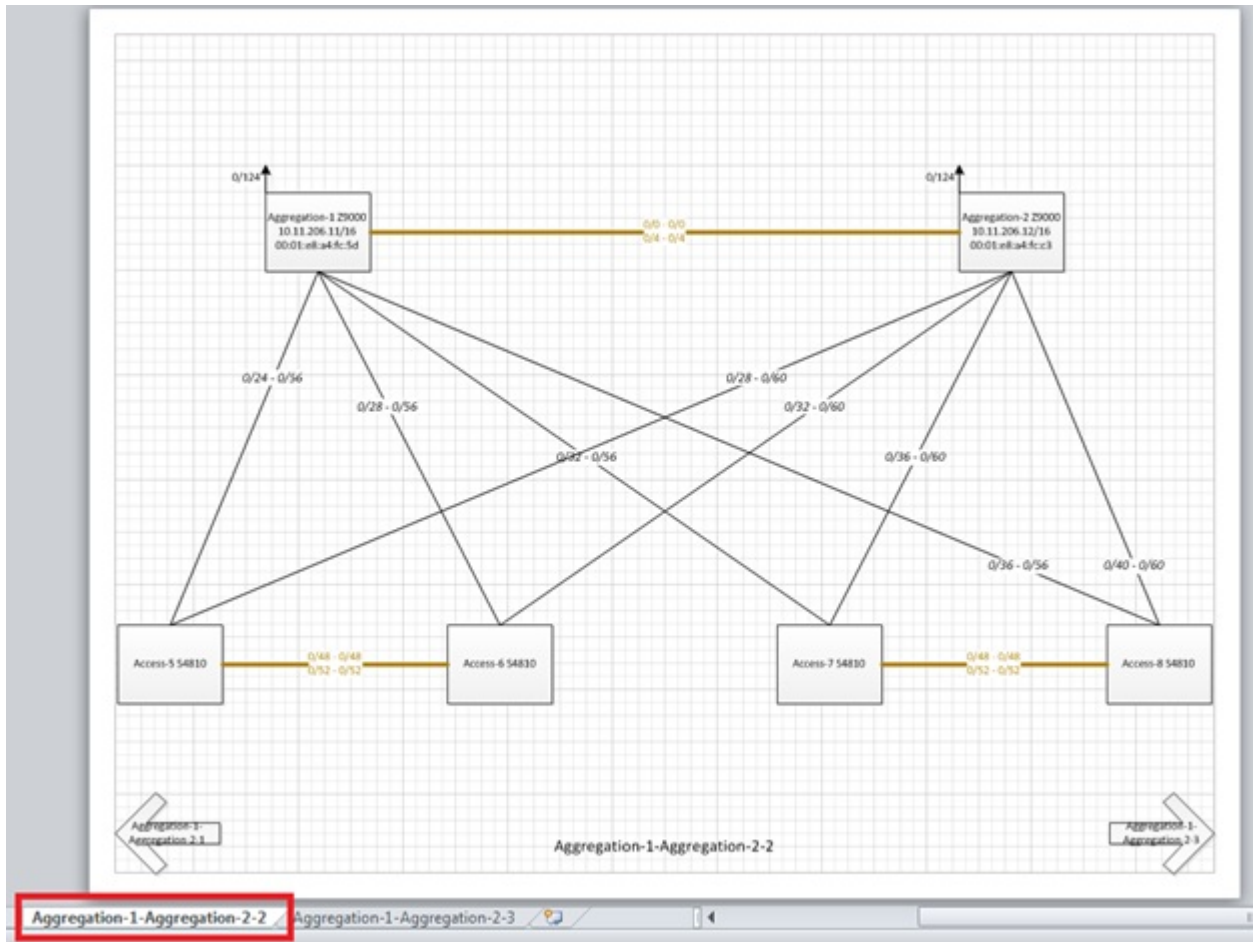 0/124
0/124
Aggregation-1 Z9000
10.11.206.11/16
00:01:e8:a4:fc:5d
0/0 - 0/0
0/4 - 0/4
Aggregation-2 Z9000
10.11.206.12/16
00:01:e8:a4:fc:c3
0/24 - 0/56
0/28 - 0/56
0/28 - 0/60
0/32 - 0/60
0/32 - 0/56
0/36 - 0/60
0/36 - 0/56
0/40 - 0/60
Access-5 S4810
0/48 - 0/48
0/52 - 0/52
Access-6 S4810
Access-7 S4810
0/48 - 0/48
0/52 - 0/52
Access-8 S4810
Aggregation-1-
Aggregation-2-1
Aggregation-1-Aggregation-2-2
Aggregation-1-
Aggregation-2-3
Aggregation-1-Aggregation-2-2
Aggregation-1-Aggregation-2-3